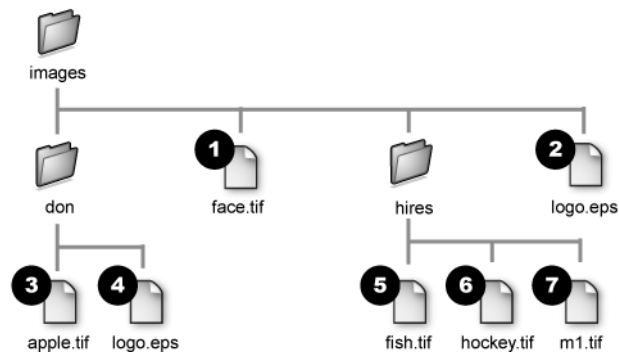 images
1
2
don
face.tif
hires
logo.eps
3
4
5
6
7
apple.tif
logo.eps
fish.tif
hockey.tif
m1.tif